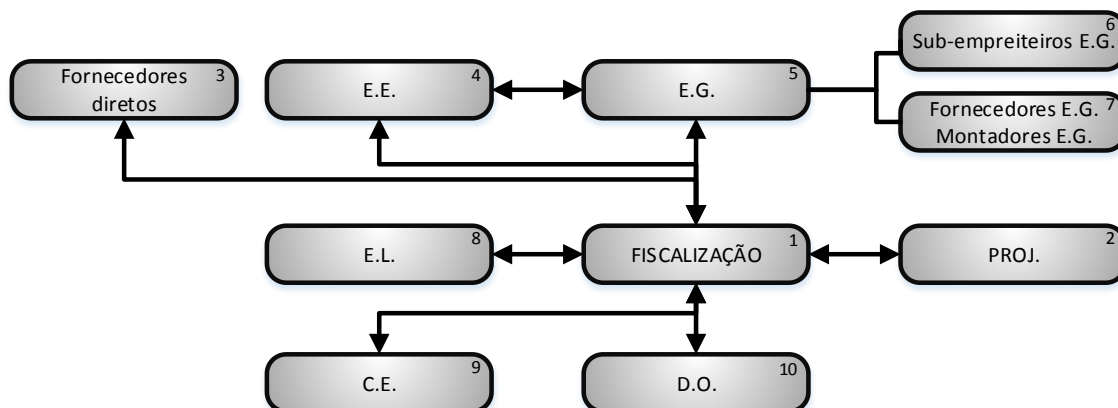 Sub-empreiteiros E.G.
6
Fornecedores
diretos
3
E.E.
4
E.G.
5
Fornecedores E.G.
Montadores E.G.
7
E.L.
8
FISCALIZAÇÃO
1
PROJ.
2
C.E.
9
D.O.
10